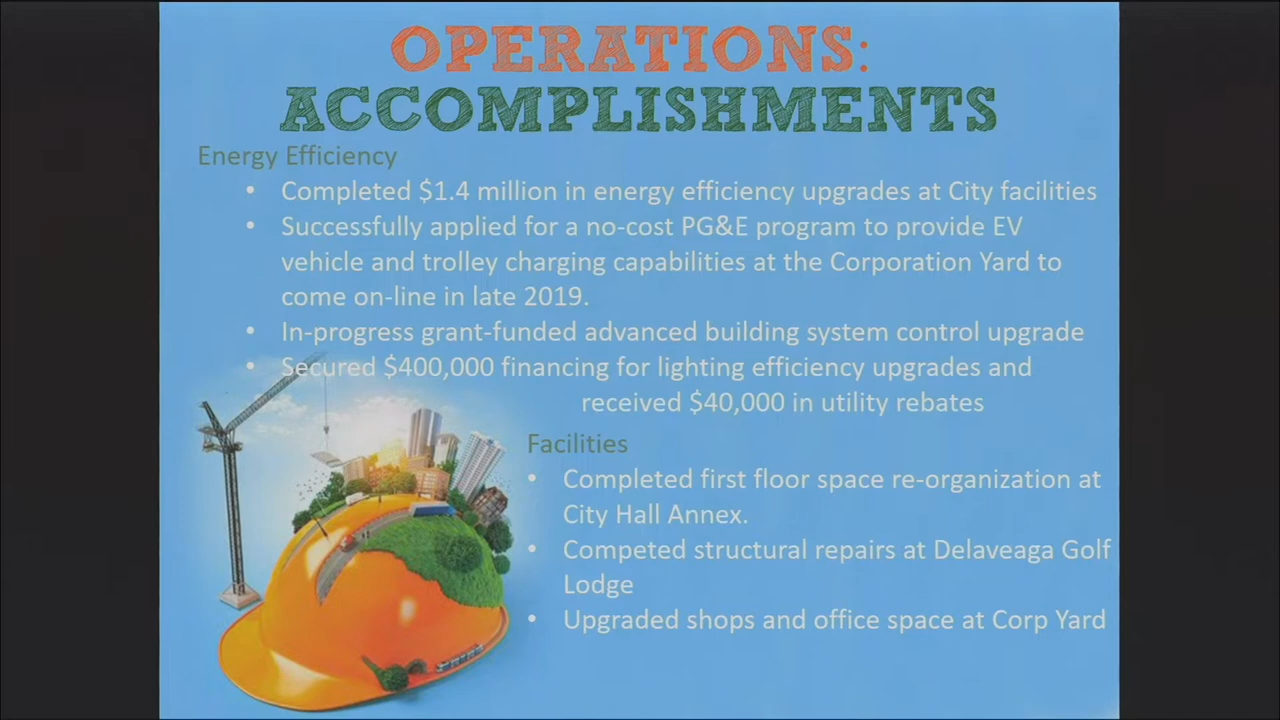 OPERATIONS:
ACCOMPLISHMENTS
Energy Efficiency
• Completed $1.4 million in energy efficiency upgrades at City facilities
• Successfully applied for a no-cost PG&E program to provide EV
vehicle and trolley charging capabilities at the Corporation Yard to
come on-line in late 2019.
• In-progress grant-funded advanced building system control upgrade
• Secured $400,000 financing for lighting efficiency upgrades and
received $40,000 in utility rebates
Facilities
• Completed first floor space re-organization at
City Hall Annex.
• Competed structural repairs at Delaveaga Golf
Lodge
• Upgraded shops and office space at Corp Yard